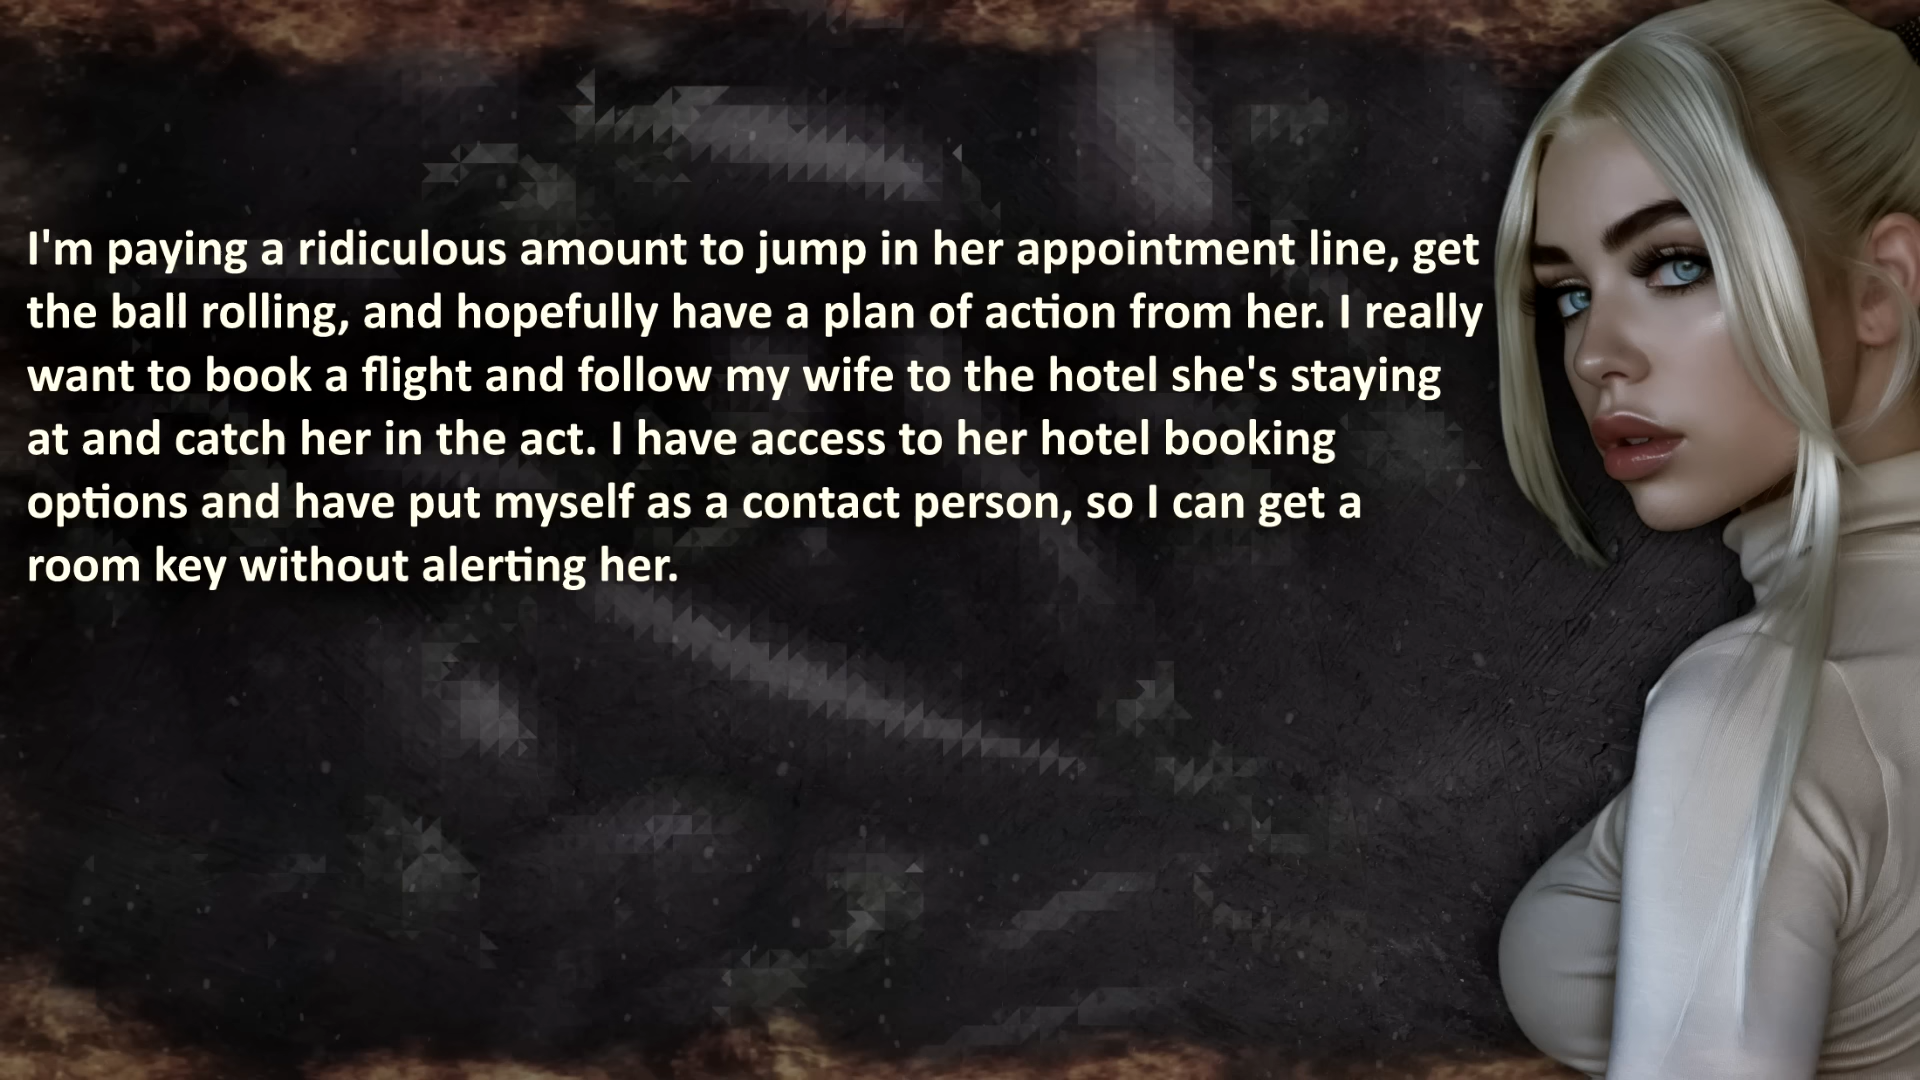 I'm paying a ridiculous amount to jump in her appointment line, get
the ball rolling, and hopefully have a plan of action from her. I really
want to book a flight and follow my wife to the hotel she's staying
at and catch her in the act. I have access to her hotel booking
options and have put myself as a contact person, so I can get a
room key without alerting her.